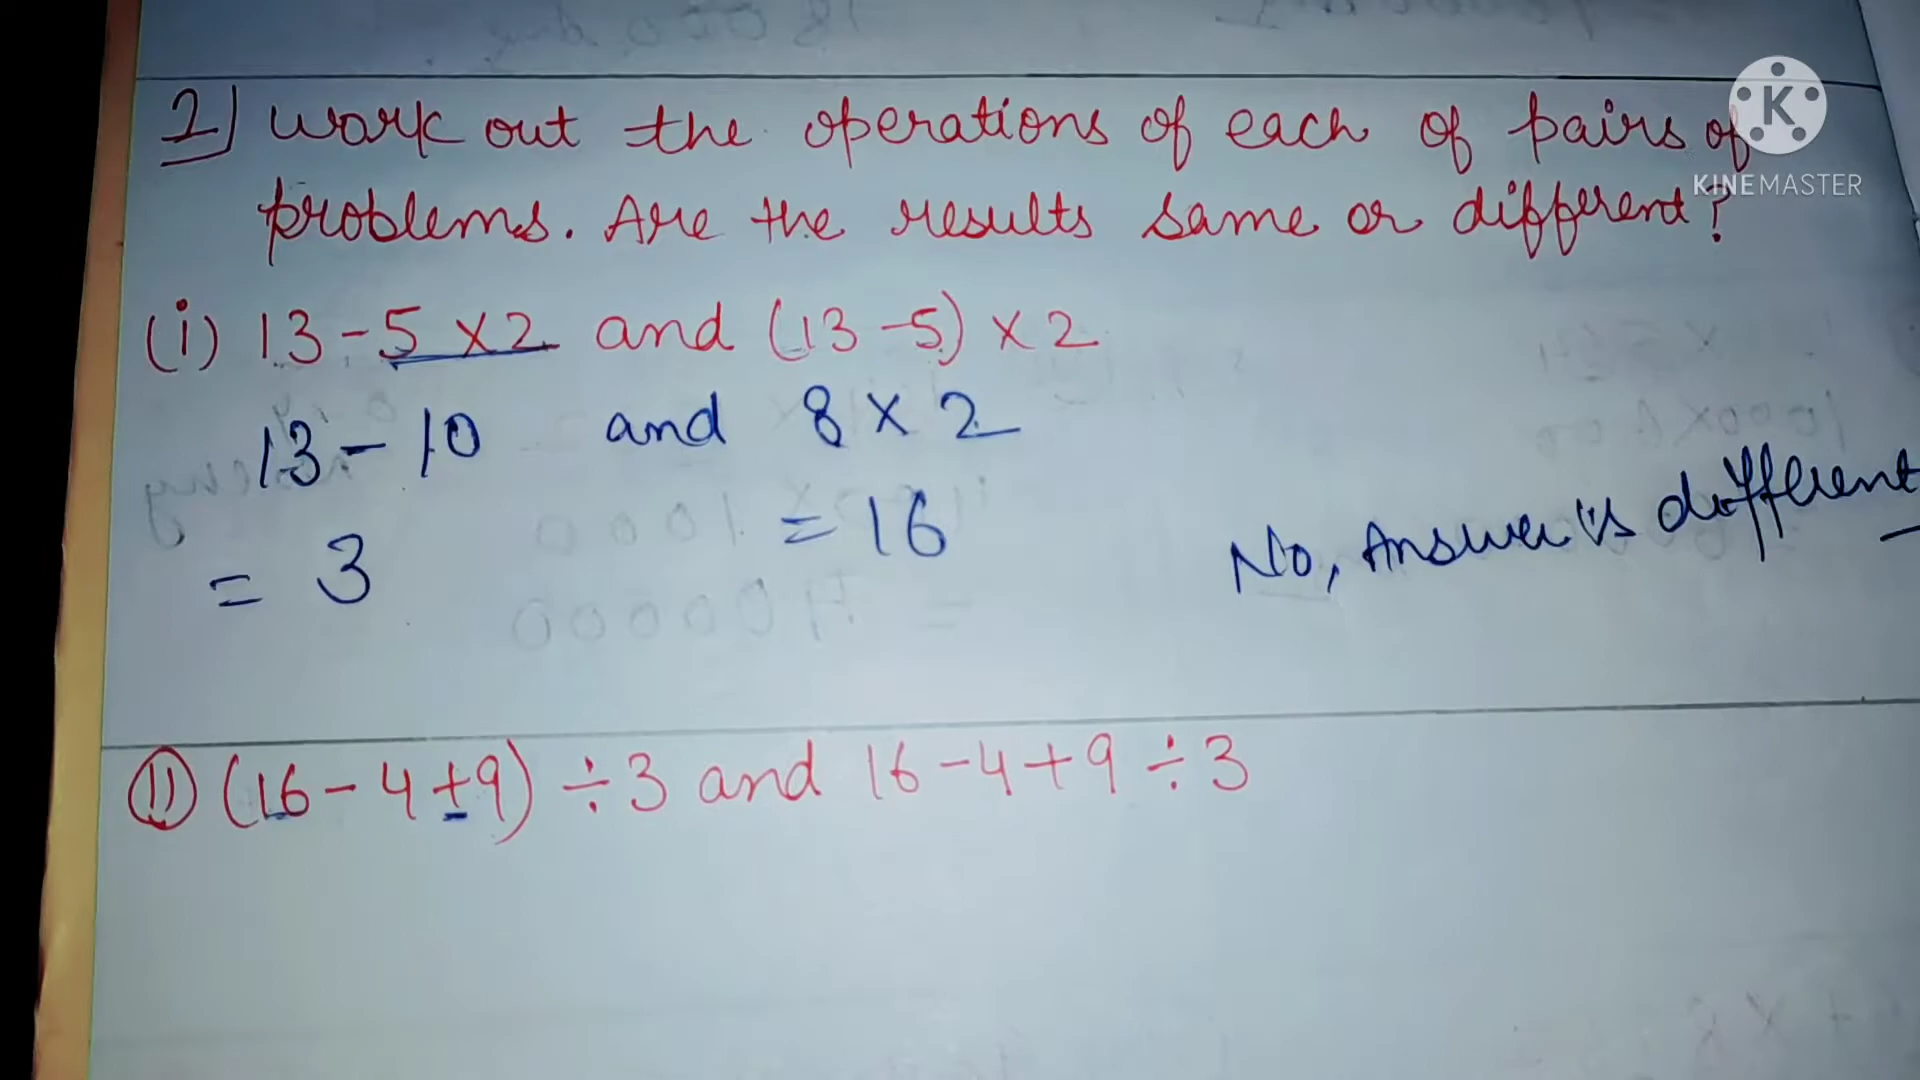 2) Work out the operations of each of pairs of
problems. Are the results same or different?
(i) 13 - 5 × 2 and (13 - 5) × 2
13 - 10 and 8 × 2
= 3 = 16
No, Answer is different
(ii) (16 - 4 + 9) ÷ 3 and 16 - 4 + 9 ÷ 3
K
KINEMASTER